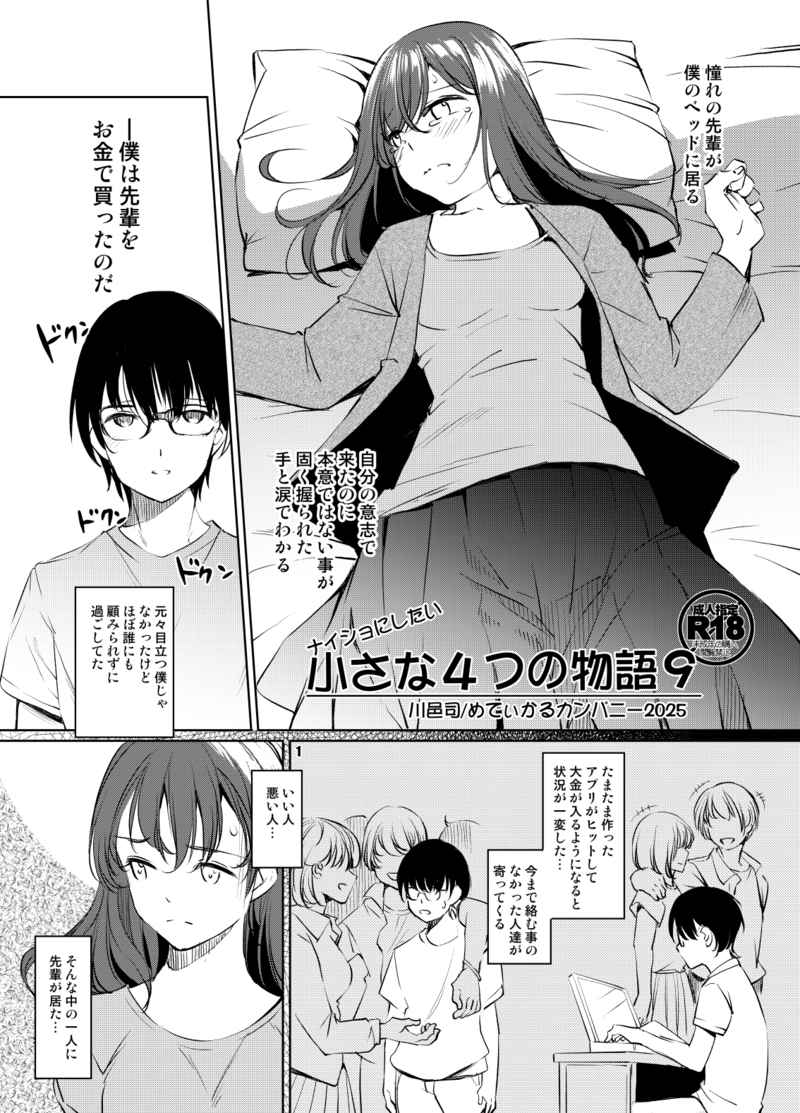 憧れの先輩が
僕のベッドに居る
―僕は先輩を
お金で買ったのだ
ドクン
ドクン
ドクン
自分の意志で
来たのに
本意ではない事が
固く握られた
手と涙でわかる
元々目立つ僕じゃ
なかったけど
ほぼ誰にも
顧みられずに
過ごしてた
成人指定
R18
ナイショにしたい
小さな4つの物語9
川邑司/めでぃかるカンパニー2025
1
たまたま作った
アプリがヒットして
大金が入るようになると
状況が一変した…
今まで絡む事の
なかった人達が
寄ってくる
いい人
悪い人…
そんな中の一人に
先輩が居た…